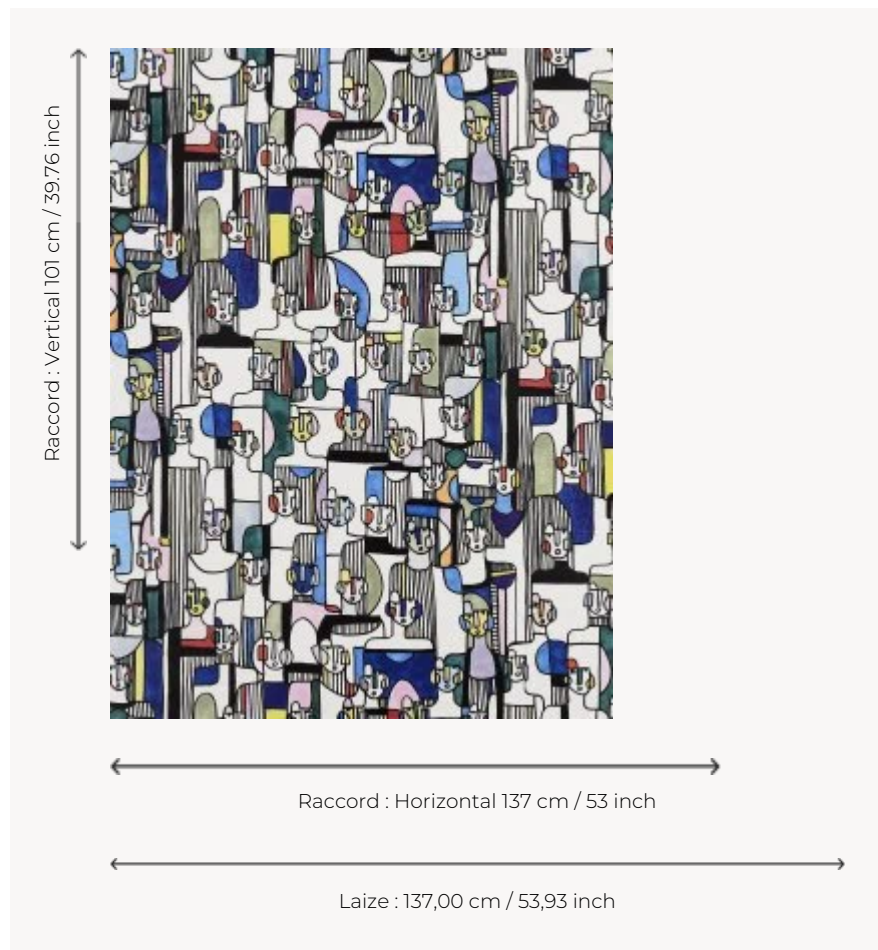 Raccord : Vertical 101 cm / 39.76 inch
Raccord : Horizontal 137 cm / 53 inch
Laize : 137,00 cm / 53,93 inch